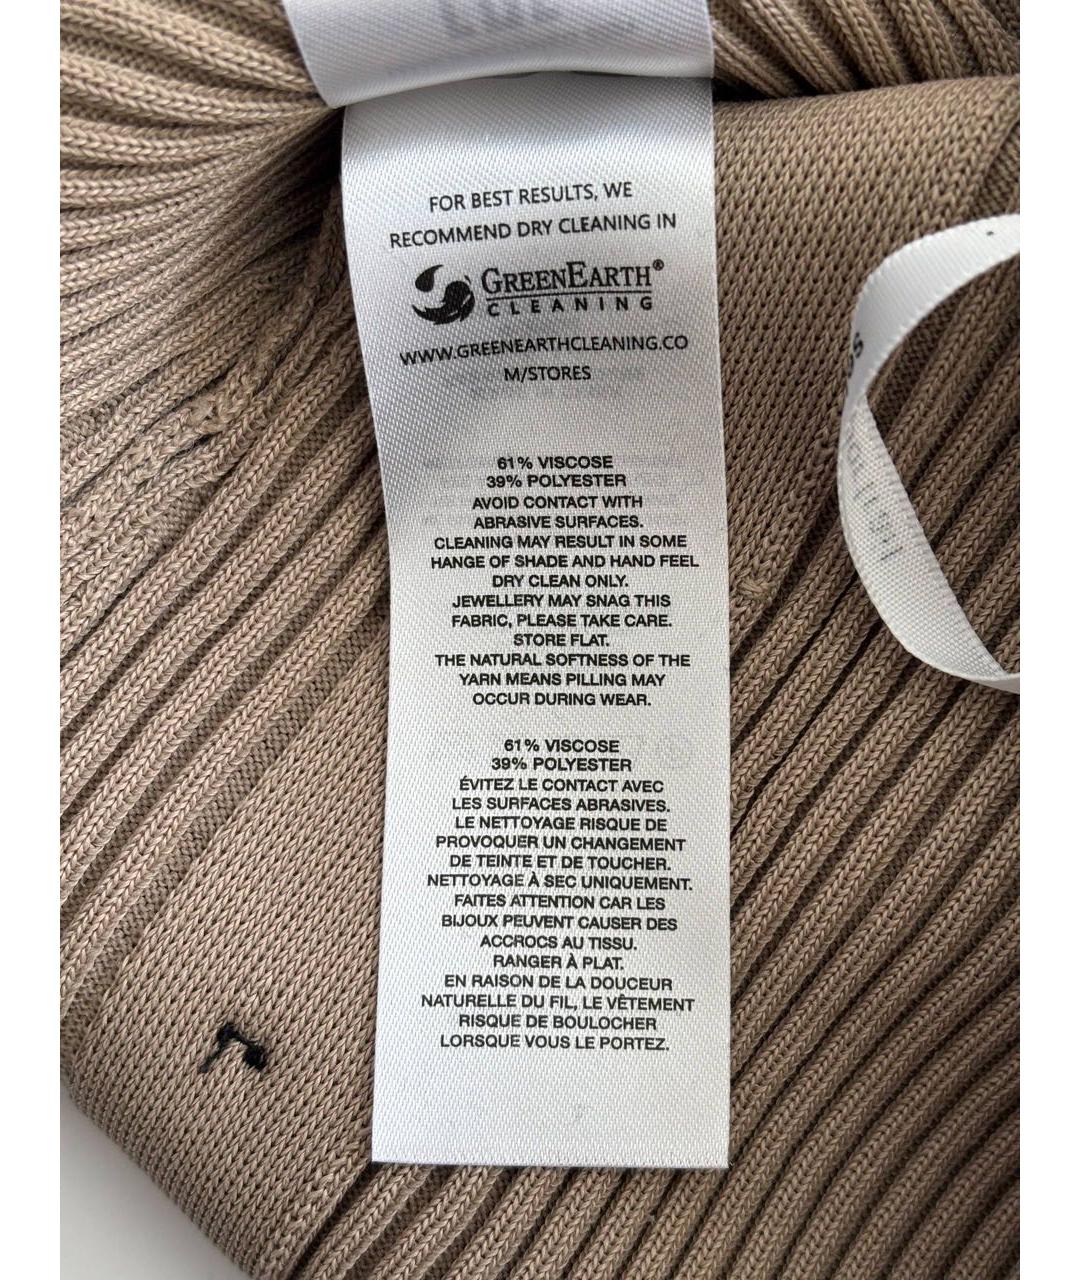 FOR BEST RESULTS, WE
RECOMMEND DRY CLEANING IN
GREENEARTH®
CLEANING
WWW.GREENEARTHCLEANING.CO
M/STORES
61% VISCOSE
39% POLYESTER
AVOID CONTACT WITH
ABRASIVE SURFACES.
CLEANING MAY RESULT IN SOME
HANGE OF SHADE AND HAND FEEL
DRY CLEAN ONLY.
JEWELLERY MAY SNAG THIS
FABRIC, PLEASE TAKE CARE.
STORE FLAT.
THE NATURAL SOFTNESS OF THE
YARN MEANS PILLING MAY
OCCUR DURING WEAR.
61% VISCOSE
39% POLYESTER
ÉVITEZ LE CONTACT AVEC
LES SURFACES ABRASIVES.
LE NETTOYAGE RISQUE DE
PROVOQUER UN CHANGEMENT
DE TEINTE ET DE TOUCHER.
NETTOYAGE À SEC UNIQUEMENT.
FAITES ATTENTION CAR LES
BIJOUX PEUVENT CAUSER DES
ACCROCS AU TISSU.
RANGER À PLAT.
EN RAISON DE LA DOUCEUR
NATURELLE DU FIL, LE VÊTEMENT
RISQUE DE BOULOCHER
LORSQUE VOUS LE PORTEZ.